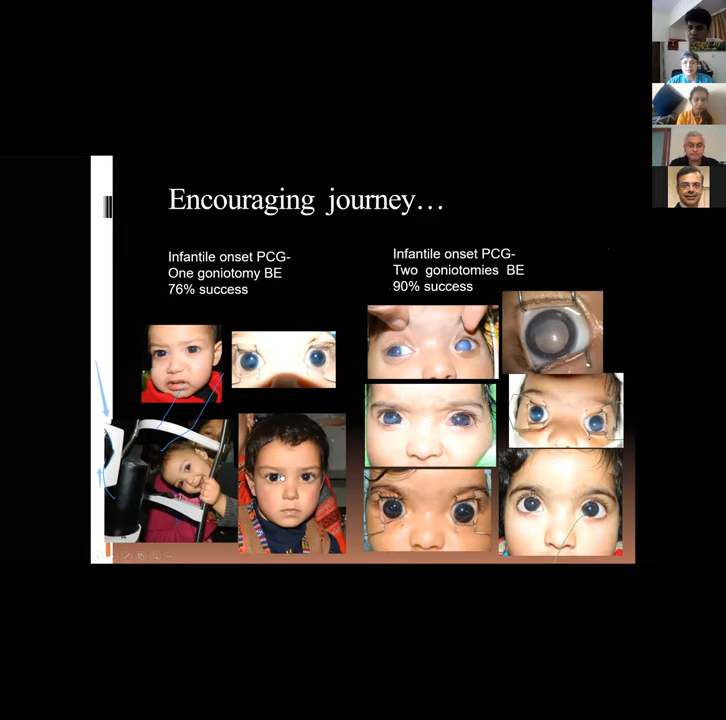 Encouraging journey…
Infantile onset PCG-
One goniotomy BE
76% success
Infantile onset PCG-
Two goniotomies BE
90% success